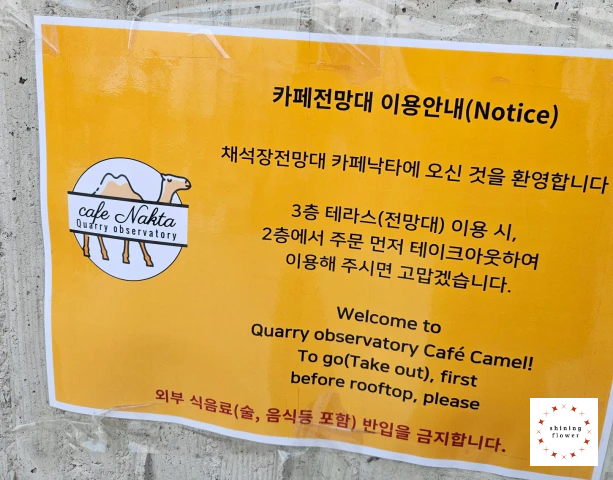 카페전망대 이용안내(Notice)
채석장전망대 카페낙타에 오신 것을 환영합니다
cafe Nakta
Quarry observatory
3층 테라스(전망대) 이용 시,
2층에서 주문 먼저 테이크아웃하여
이용해 주시면 고맙겠습니다.
Welcome to
Quarry observatory Café Camel!
To go(Take out), first
before rooftop, please
외부 식음료(술, 음식등 포함) 반입을 금지합니다.
shining
flower